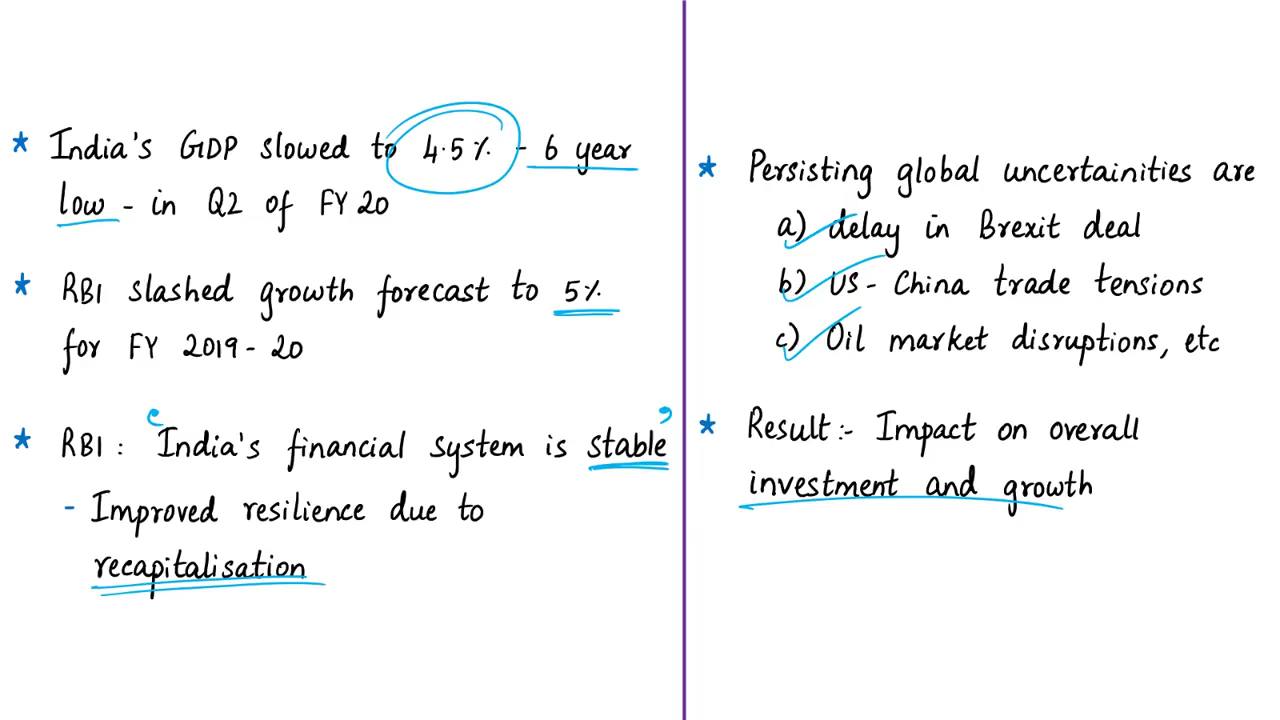 * India's GDP slowed to 4.5% - 6 year
low - in Q2 of FY 20
* RBI slashed growth forecast to 5%
for FY 2019 - 20
* RBI : 'India's financial system is stable'
- Improved resilience due to
recapitalisation
* Persisting global uncertainities are
a) delay in Brexit deal
b) US - China trade tensions
c) Oil market disruptions, etc
* Result :- Impact on overall
investment and growth